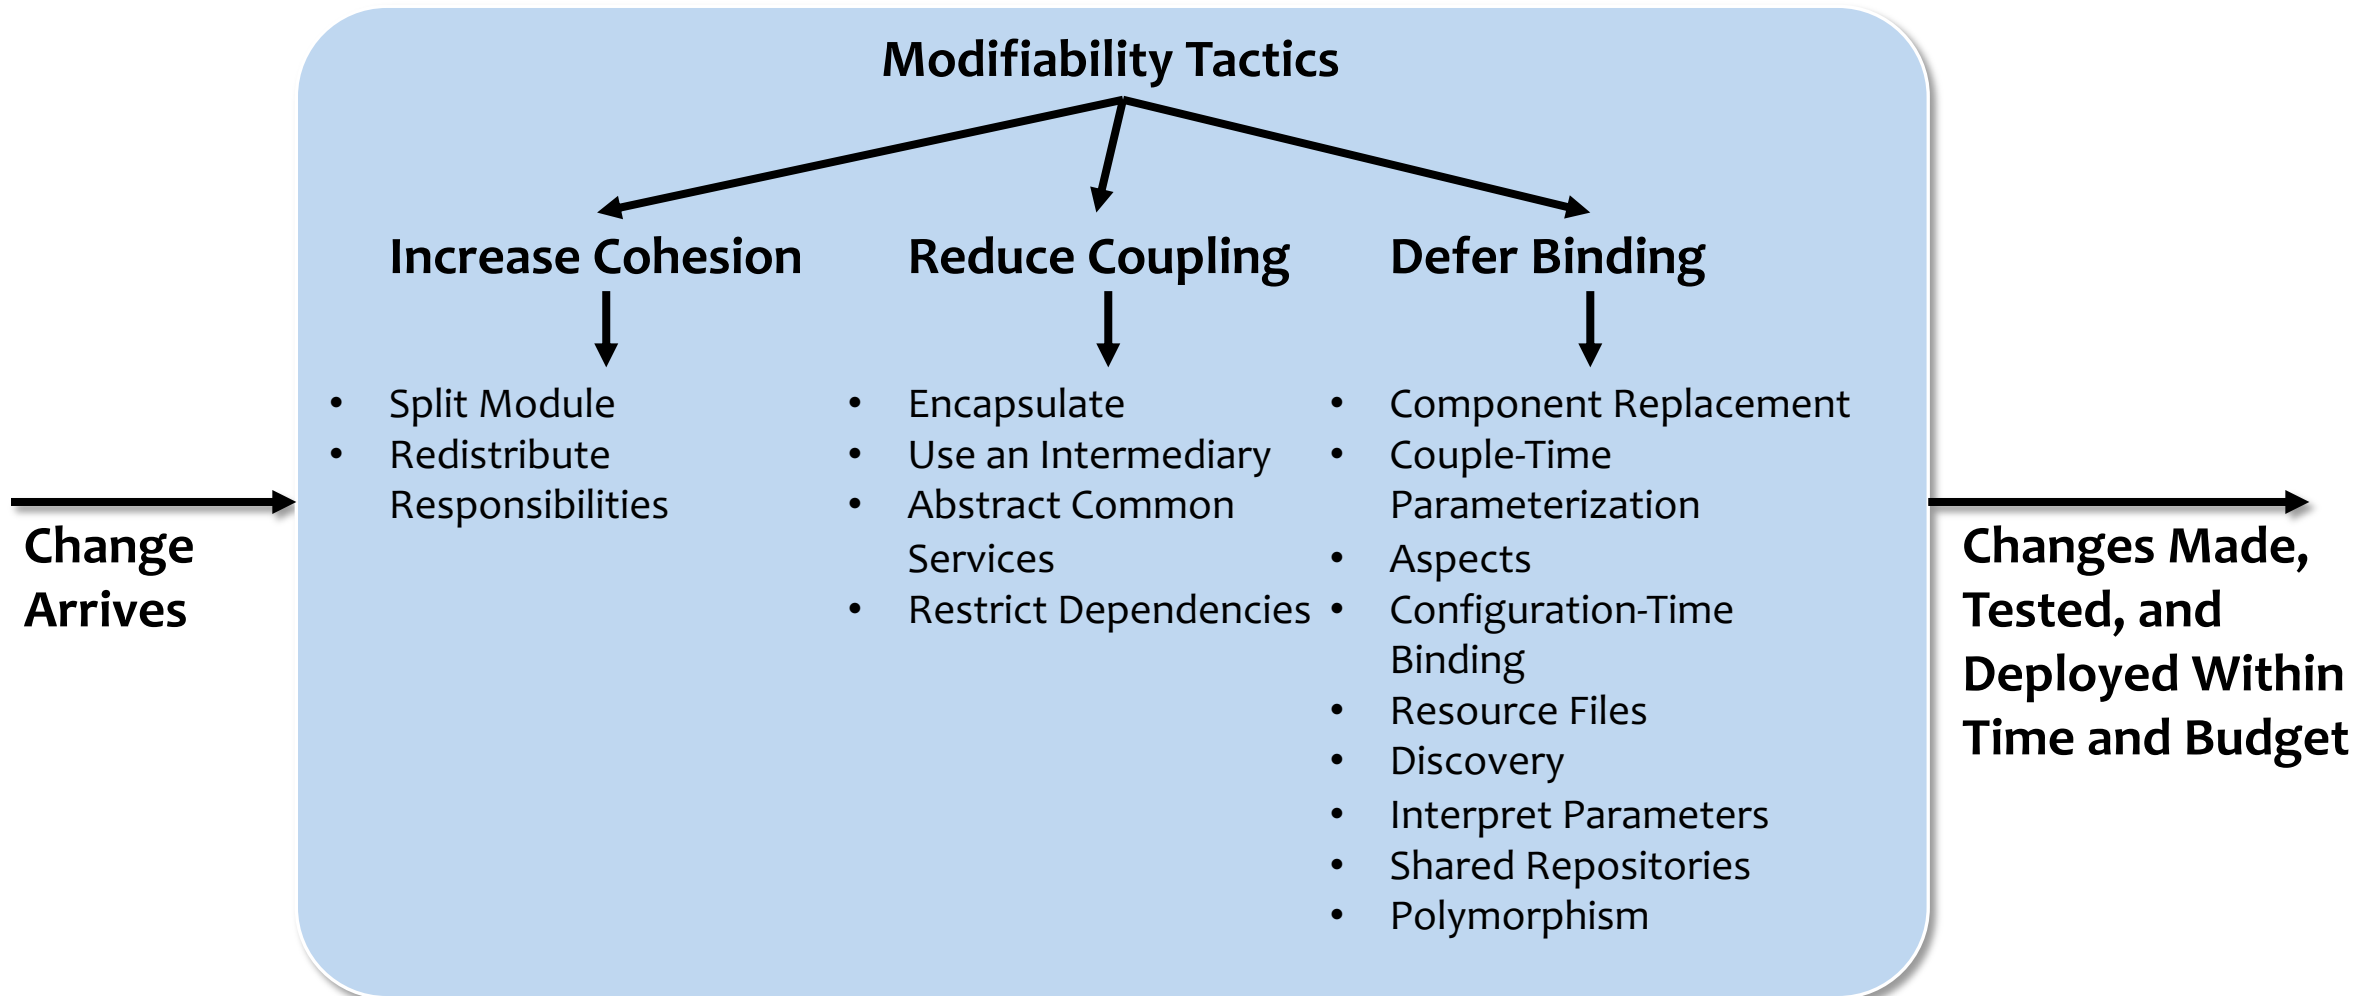 Modifiability Tactics
Increase Cohesion
• Split Module
• Redistribute
Responsibilities
Reduce Coupling
• Encapsulate
• Use an Intermediary
• Abstract Common
Services
• Restrict Dependencies
Defer Binding
• Component Replacement
• Couple-Time
Parameterization
• Aspects
• Configuration-Time
Binding
• Resource Files
• Discovery
• Interpret Parameters
• Shared Repositories
• Polymorphism
Change
Arrives
Changes Made,
Tested, and
Deployed Within
Time and Budget